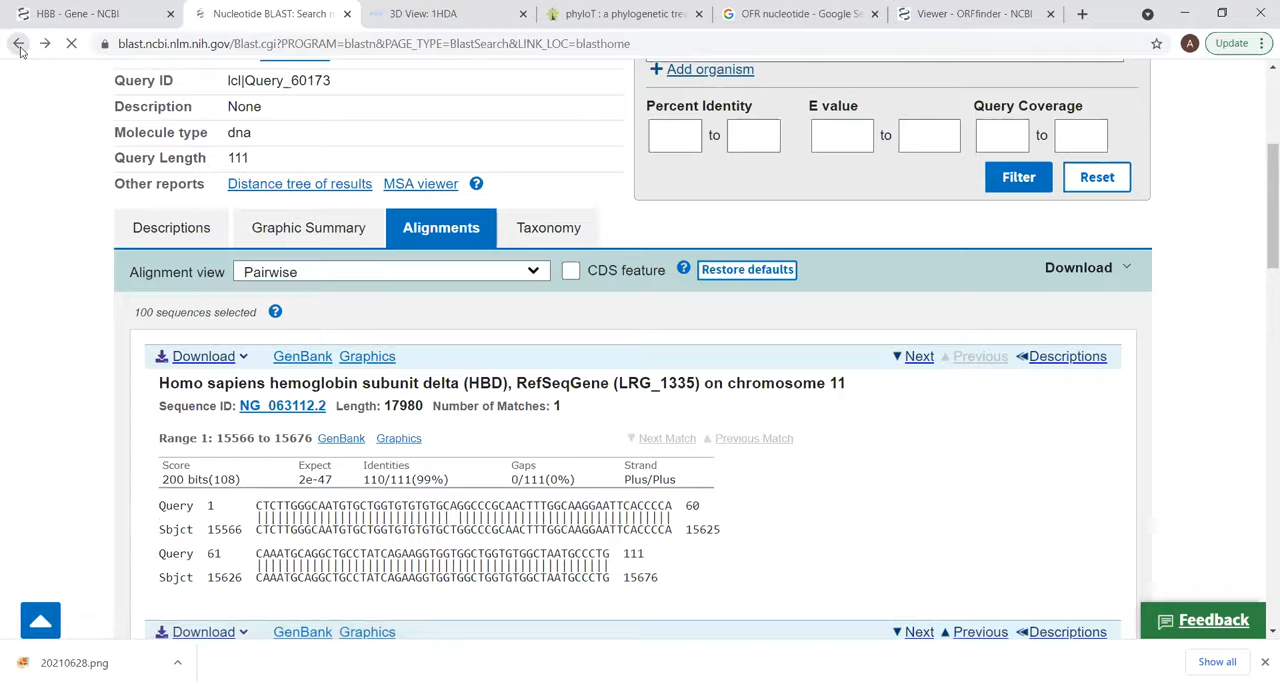 HBB - Gene - NCBI
Nucleotide BLAST: Search n
3D View: 1HDA
phyloT : a phylogenetic tree
OFR nucleotide - Google Se
Viewer - ORFfinder - NCBI
blast.ncbi.nlm.nih.gov/Blast.cgi?PROGRAM=blastn&PAGE_TYPE=BlastSearch&LINK_LOC=blasthome
A
Update
Query ID lcl|Query_60173
Description None
Molecule type dna
Query Length 111
Other reports Distance tree of results MSA viewer ?
+ Add organism
Percent Identity E value Query Coverage
to to to
Filter Reset
Descriptions Graphic Summary Alignments Taxonomy
Alignment view Pairwise CDS feature ? Restore defaults Download
100 sequences selected ?
Download GenBank Graphics Next Previous Descriptions
Homo sapiens hemoglobin subunit delta (HBD), RefSeqGene (LRG_1335) on chromosome 11
Sequence ID: NG_063112.2 Length: 17980 Number of Matches: 1
Range 1: 15566 to 15676 GenBank Graphics Next Match Previous Match
Score Expect Identities Gaps Strand
200 bits(108) 2e-47 110/111(99%) 0/111(0%) Plus/Plus
Query 1 CTCTTGGGCAATGTGCTGGTGTGTGTGCAGGCCCGCAACTTTGGCAAGGAATTCACCCCA 60
Sbjct 15566 CTCTTGGGCAATGTGCTGGTGTGTGTGCTGGCCCGCAACTTTGGCAAGGAATTCACCCCA 15625
Query 61 CAAATGCAGGCTGCCTATCAGAAGGTGGTGGCTGGTGTGGCTAATGCCCTG 111
Sbjct 15626 CAAATGCAGGCTGCCTATCAGAAGGTGGTGGCTGGTGTGGCTAATGCCCTG 15676
Download GenBank Graphics Next Previous Descriptions
Feedback
20210628.png
Show all